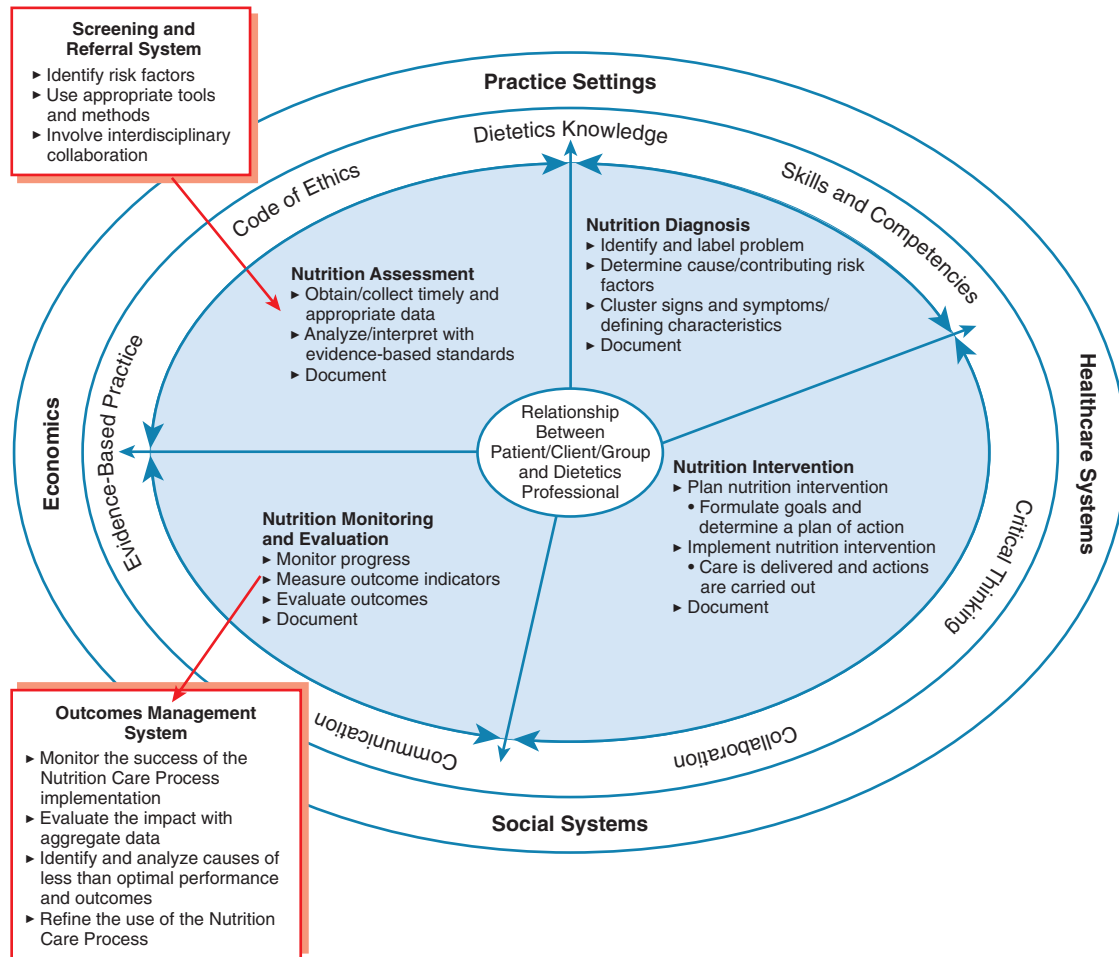 Screening and
Referral System
▸ Identify risk factors
▸ Use appropriate tools
and methods
▸ Involve interdisciplinary
collaboration
Practice Settings
Dietetics Knowledge
Code of Ethics
Skills and Competencies
Nutrition Diagnosis
▸ Identify and label problem
▸ Determine cause/contributing risk
factors
▸ Cluster signs and symptoms/
defining characteristics
▸ Document
Nutrition Assessment
▸ Obtain/collect timely and
appropriate data
▸ Analyze/interpret with
evidence-based standards
▸ Document
Economics
Evidence-Based Practice
Healthcare Systems
Relationship
Between
Patient/Client/Group
and Dietetics
Professional
Nutrition Intervention
▸ Plan nutrition intervention
• Formulate goals and
determine a plan of action
▸ Implement nutrition intervention
• Care is delivered and actions
are carried out
▸ Document
Critical Thinking
Nutrition Monitoring
and Evaluation
▸ Monitor progress
▸ Measure outcome indicators
▸ Evaluate outcomes
▸ Document
Communication
Collaboration
Social Systems
Outcomes Management
System
▸ Monitor the success of the
Nutrition Care Process
implementation
▸ Evaluate the impact with
aggregate data
▸ Identify and analyze causes of
less than optimal performance
and outcomes
▸ Refine the use of the Nutrition
Care Process